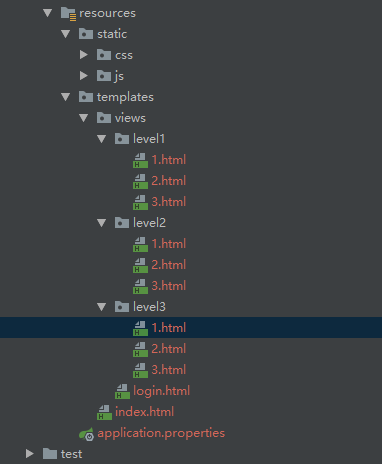 resources
static
css
js
templates
views
level1
1.html
2.html
3.html
level2
1.html
2.html
3.html
level3
1.html
2.html
3.html
login.html
index.html
application.properties
test